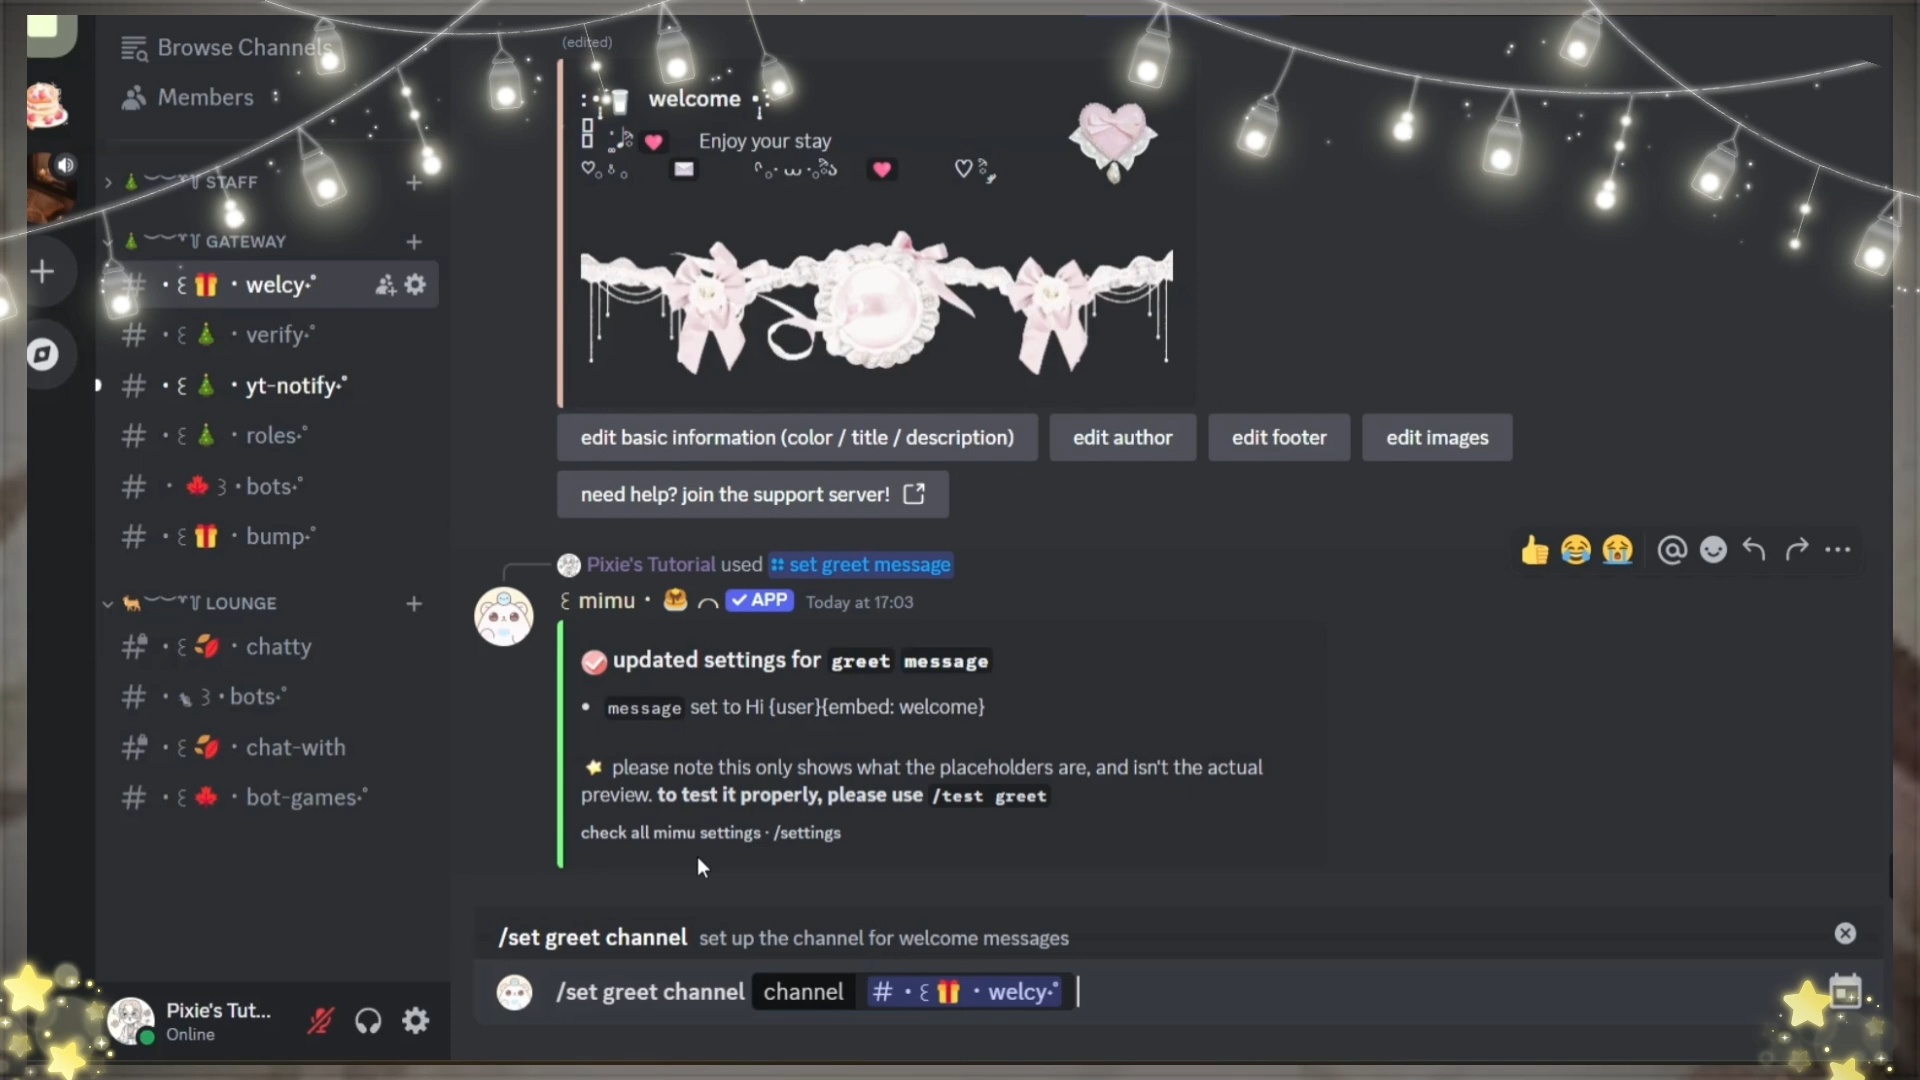 Browse Channels
Members
STAFF
GATEWAY
welcy
verify
yt-notify
roles
bots
bump
LOUNGE
chatty
bots
chat-with
bot-games
Pixie's Tut...
Online
(edited)
welcome
Enjoy your stay
edit basic information (color / title / description)
edit author
edit footer
edit images
need help? join the support server!
Pixie's Tutorial used set greet message
mimu APP Today at 17:03
updated settings for greet message
• message set to Hi {user}{embed: welcome}
please note this only shows what the placeholders are, and isn't the actual
preview. to test it properly, please use /test greet
check all mimu settings · /settings
/set greet channel set up the channel for welcome messages
/set greet channel channel # welcy